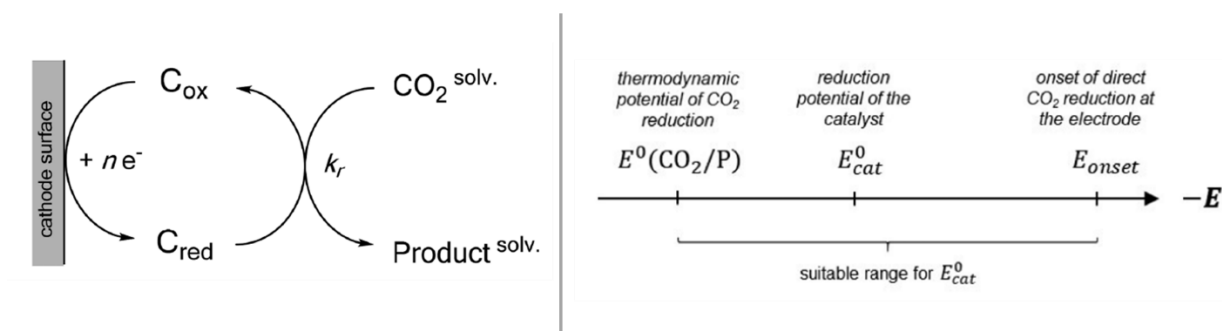 cathode surface
C_ox
CO₂ solv.
+ n e⁻
k_r
C_red
Product solv.
thermodynamic
potential of CO₂
reduction
E⁰(CO₂/P)
reduction
potential of the
catalyst
E⁰_cat
onset of direct
CO₂ reduction at
the electrode
E_onset
−E
suitable range for E⁰_cat